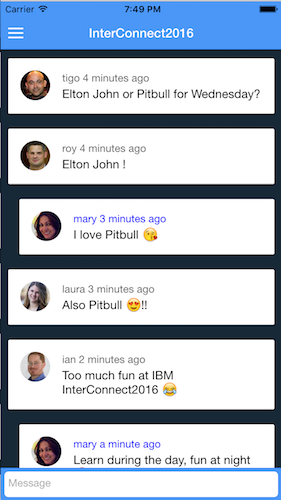 Carrier 7:49 PM
InterConnect2016
tigo 4 minutes ago
Elton John or Pitbull for Wednesday?
roy 4 minutes ago
Elton John !
mary 3 minutes ago
I love Pitbull 😘
laura 3 minutes ago
Also Pitbull 😍!!
ian 2 minutes ago
Too much fun at IBM
InterConnect2016 😂
mary a minute ago
Learn during the day, fun at night
Message